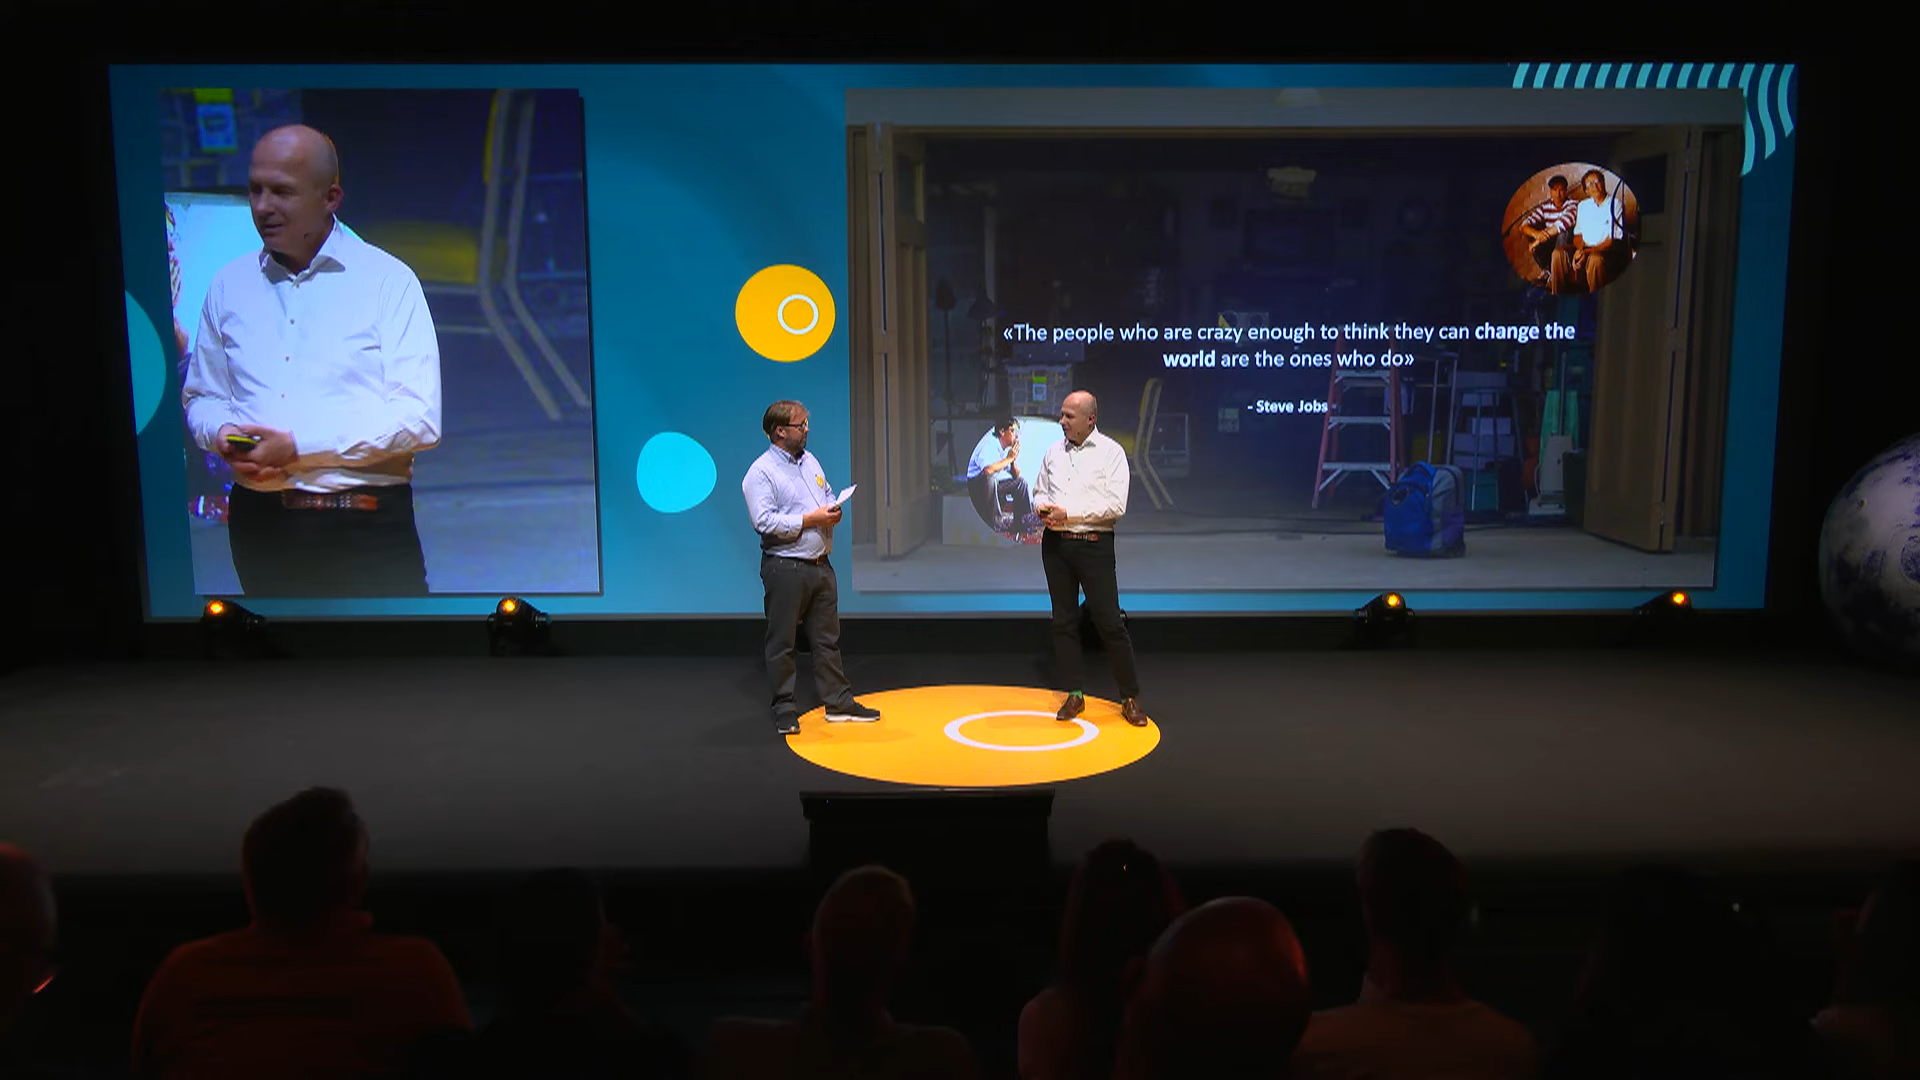 «The people who are crazy enough to think they can change the
world are the ones who do»
- Steve Jobs -